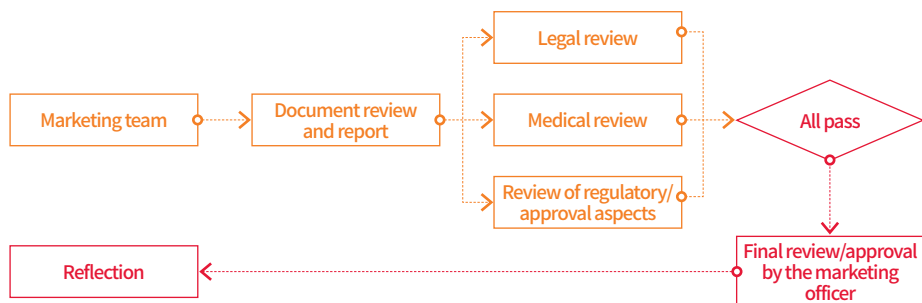 Marketing team
Document review
and report
Legal review
Medical review
Review of regulatory/
approval aspects
All pass
Final review/approval
by the marketing
officer
Reflection